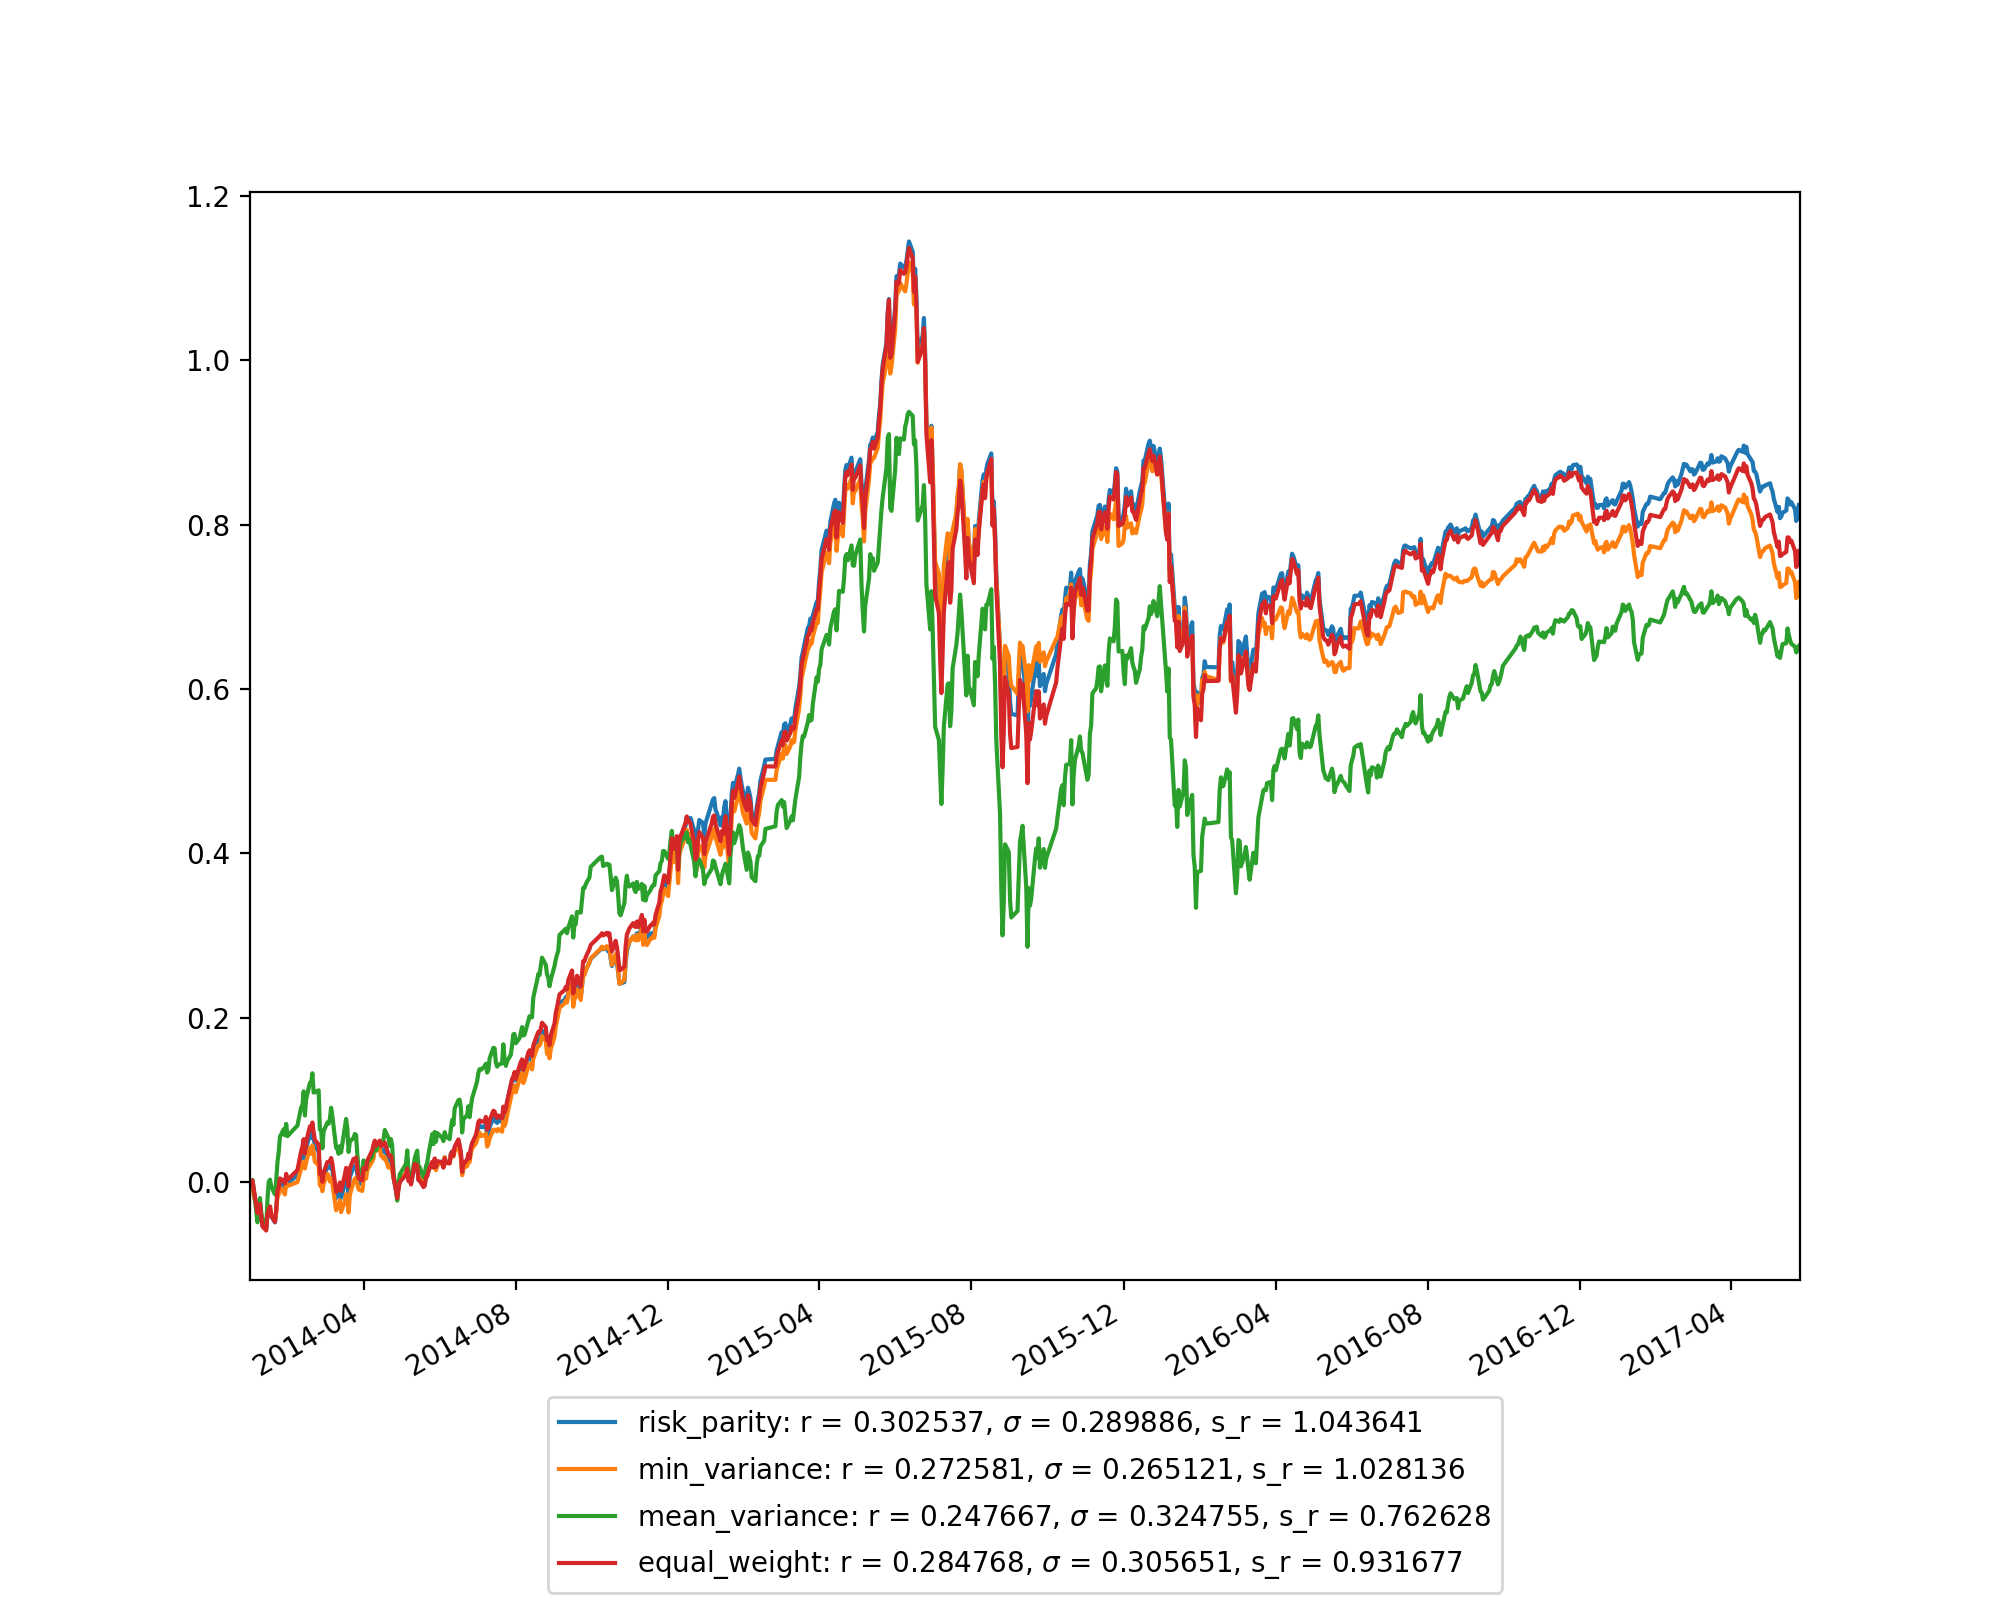 1.2
1.0
0.8
0.6
0.4
0.2
0.0
2014-04 2014-08 2014-12 2015-04 2015-08 2015-12 2016-04 2016-08 2016-12 2017-04
risk_parity: r = 0.302537, σ = 0.289886, s_r = 1.043641
min_variance: r = 0.272581, σ = 0.265121, s_r = 1.028136
mean_variance: r = 0.247667, σ = 0.324755, s_r = 0.762628
equal_weight: r = 0.284768, σ = 0.305651, s_r = 0.931677